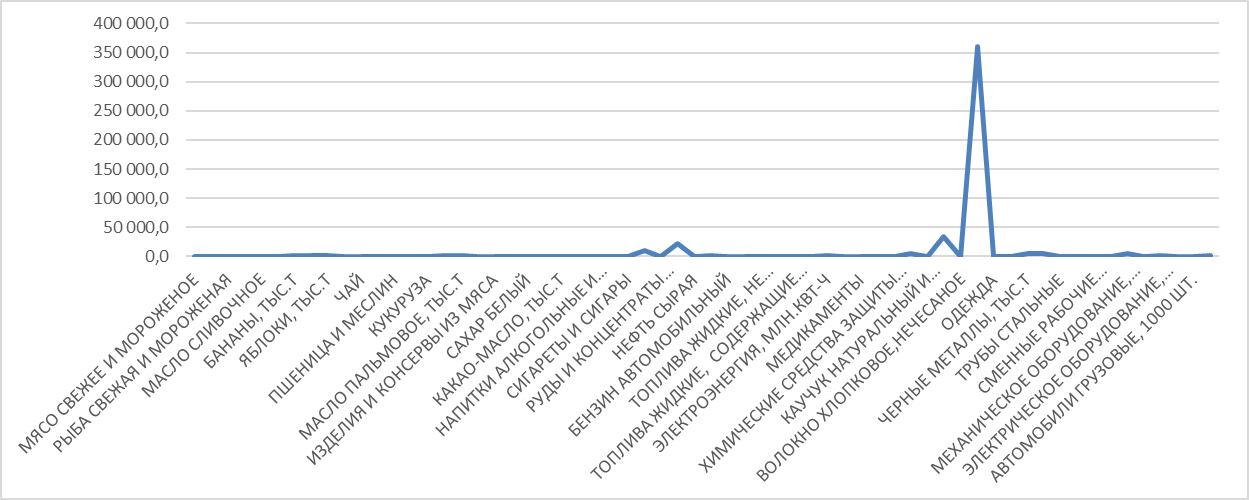 400 000,0
350 000,0
300 000,0
250 000,0
200 000,0
150 000,0
100 000,0
50 000,0
0,0
МЯСО СВЕЖЕЕ И МОРОЖЕНОЕ
РЫБА СВЕЖАЯ И МОРОЖЕНАЯ
МАСЛО СЛИВОЧНОЕ
БАНАНЫ, ТЫС.Т
ЯБЛОКИ, ТЫС.Т
ЧАЙ
ПШЕНИЦА И МЕСЛИН
КУКУРУЗА
МАСЛО ПАЛЬМОВОЕ, ТЫС.Т
ИЗДЕЛИЯ И КОНСЕРВЫ ИЗ МЯСА
САХАР БЕЛЫЙ
КАКАО-МАСЛО, ТЫС.Т
НАПИТКИ АЛКОГОЛЬНЫЕ И…
СИГАРЕТЫ И СИГАРЫ
РУДЫ И КОНЦЕНТРАТЫ…
НЕФТЬ СЫРАЯ
БЕНЗИН АВТОМОБИЛЬНЫЙ
ТОПЛИВА ЖИДКИЕ, НЕ…
ТОПЛИВА ЖИДКИЕ, СОДЕРЖАЩИЕ…
ЭЛЕКТРОЭНЕРГИЯ, МЛН.КВТ-Ч
МЕДИКАМЕНТЫ
ХИМИЧЕСКИЕ СРЕДСТВА ЗАЩИТЫ…
КАУЧУК НАТУРАЛЬНЫЙ И…
ВОЛОКНО ХЛОПКОВОЕ,НЕЧЕСАНОЕ
ОДЕЖДА
ЧЕРНЫЕ МЕТАЛЛЫ, ТЫС.Т
ТРУБЫ СТАЛЬНЫЕ
СМЕННЫЕ РАБОЧИЕ…
МЕХАНИЧЕСКОЕ ОБОРУДОВАНИЕ,…
ЭЛЕКТРИЧЕСКОЕ ОБОРУДОВАНИЕ,…
АВТОМОБИЛИ ГРУЗОВЫЕ, 1000 ШТ.